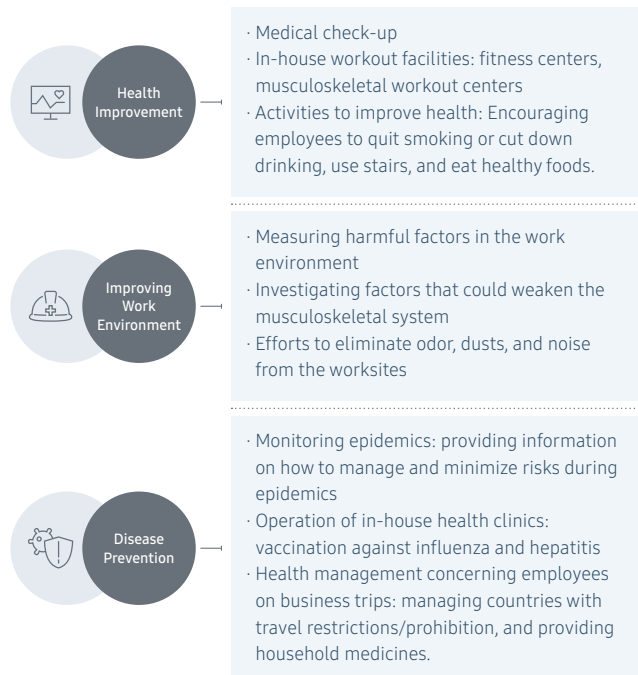 Health
Improvement
· Medical check-up
· In-house workout facilities: fitness centers,
musculoskeletal workout centers
· Activities to improve health: Encouraging
employees to quit smoking or cut down
drinking, use stairs, and eat healthy foods.
Improving
Work
Environment
· Measuring harmful factors in the work
environment
· Investigating factors that could weaken the
musculoskeletal system
· Efforts to eliminate odor, dusts, and noise
from the worksites
Disease
Prevention
· Monitoring epidemics: providing information
on how to manage and minimize risks during
epidemics
· Operation of in-house health clinics:
vaccination against influenza and hepatitis
· Health management concerning employees
on business trips: managing countries with
travel restrictions/prohibition, and providing
household medicines.